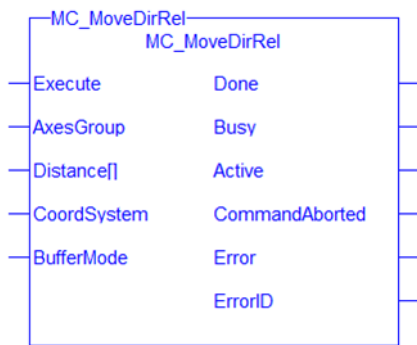 MC_MoveDirRel
MC_MoveDirRel
Execute Done
AxesGroup Busy
Distance[] Active
CoordSystem CommandAborted
BufferMode Error
ErrorID